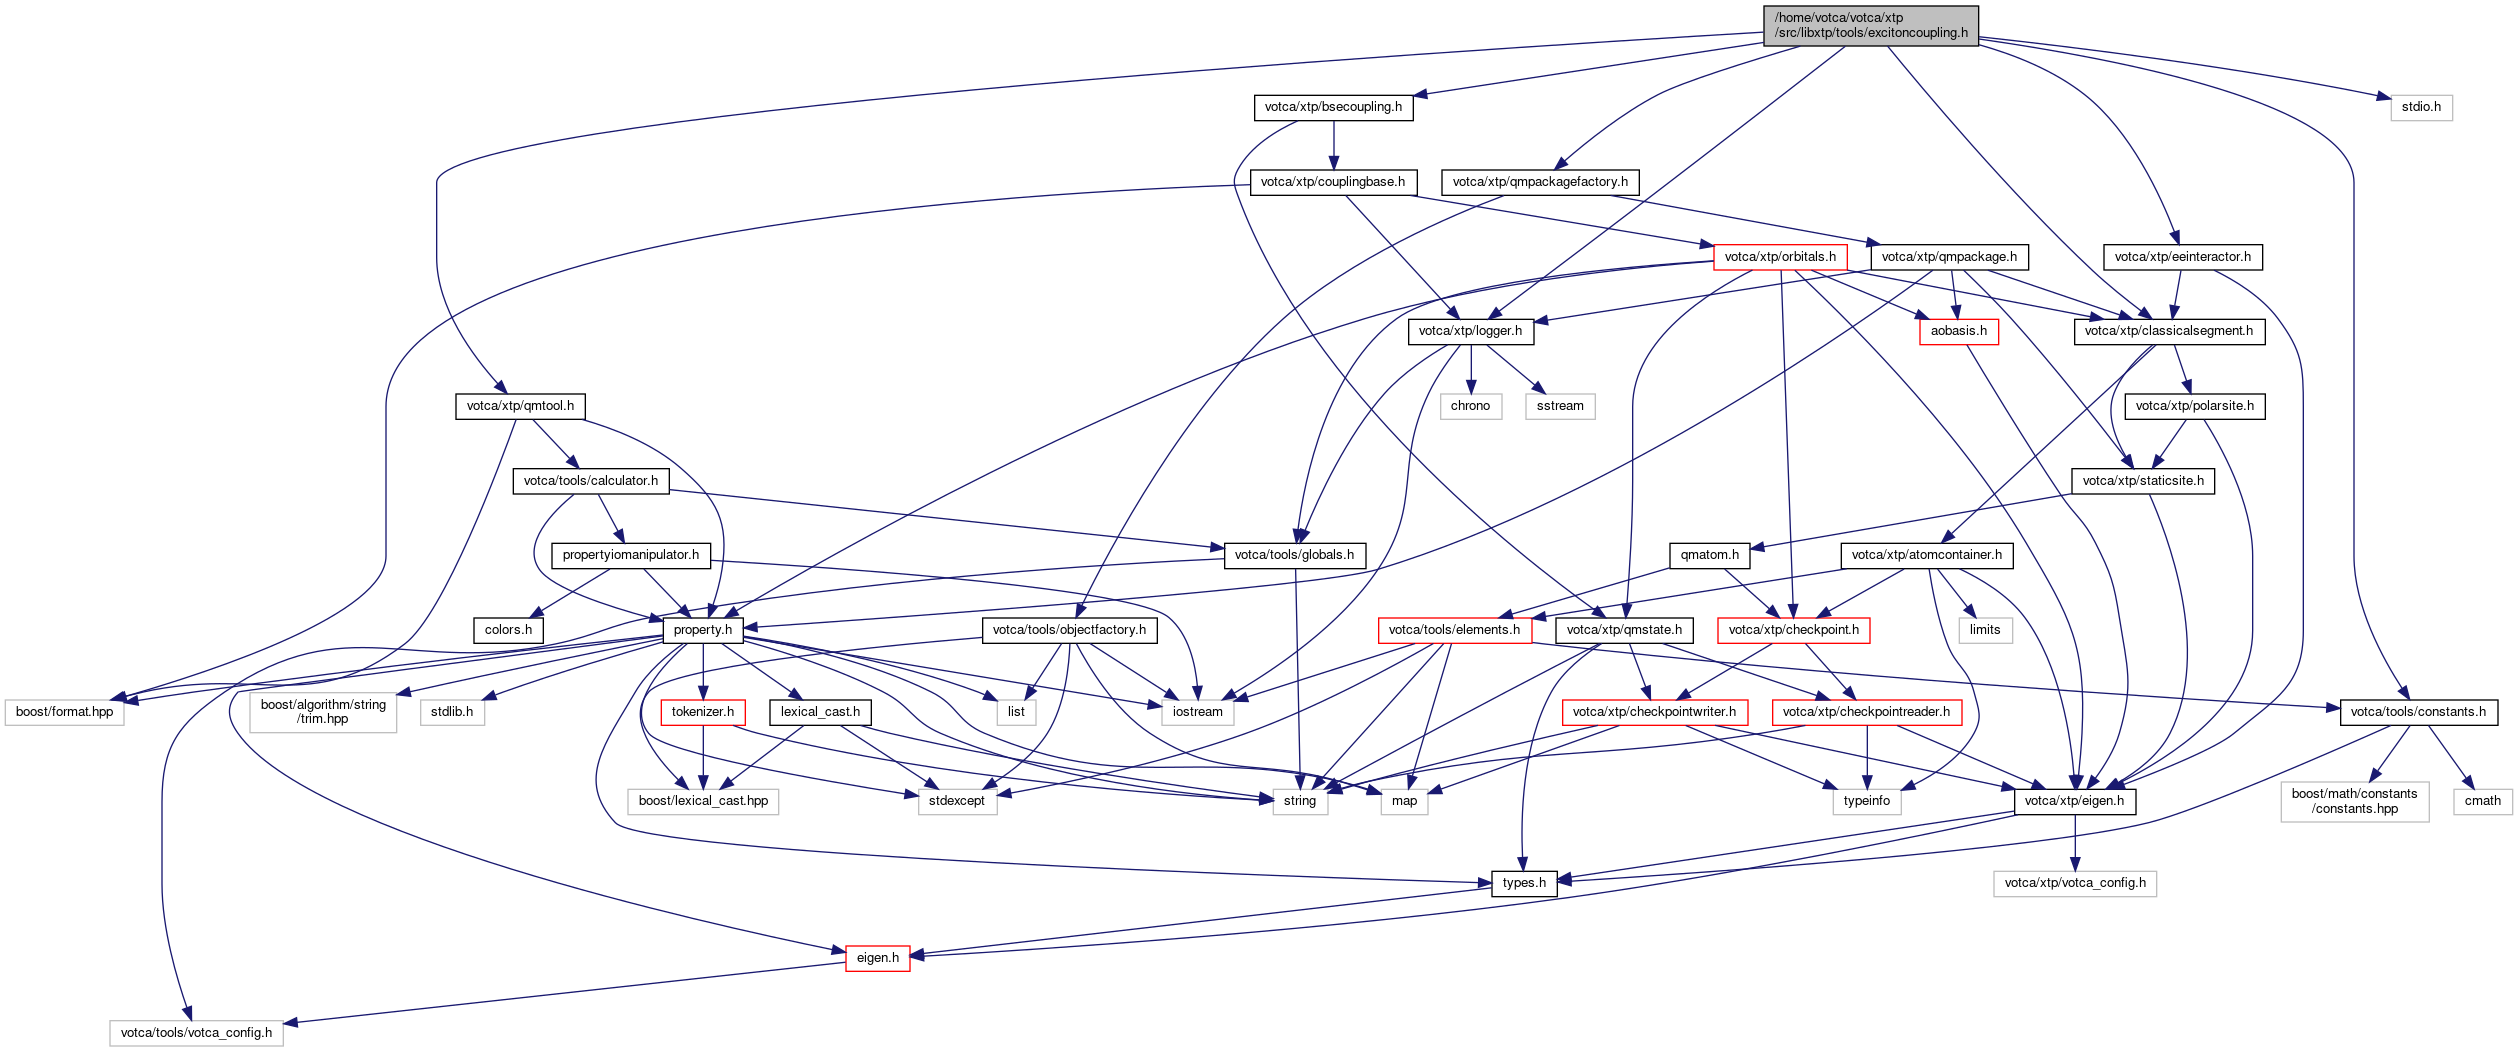 /home/votca/votca/xtp
/src/libxtp/tools/excitoncoupling.h
votca/xtp/bsecoupling.h
stdio.h
votca/xtp/couplingbase.h
votca/xtp/qmpackagefactory.h
votca/xtp/orbitals.h
votca/xtp/qmpackage.h
votca/xtp/eeinteractor.h
votca/xtp/logger.h
aobasis.h
votca/xtp/classicalsegment.h
votca/xtp/qmtool.h
chrono
sstream
votca/xtp/polarsite.h
votca/tools/calculator.h
votca/xtp/staticsite.h
propertyiomanipulator.h
votca/tools/globals.h
qmatom.h
votca/xtp/atomcontainer.h
colors.h
property.h
votca/tools/objectfactory.h
votca/tools/elements.h
votca/xtp/qmstate.h
votca/xtp/checkpoint.h
limits
boost/format.hpp
boost/algorithm/string
/trim.hpp
stdlib.h
tokenizer.h
lexical_cast.h
list
iostream
votca/xtp/checkpointwriter.h
votca/xtp/checkpointreader.h
votca/tools/constants.h
boost/lexical_cast.hpp
stdexcept
string
map
typeinfo
votca/xtp/eigen.h
boost/math/constants
/constants.hpp
cmath
types.h
votca/xtp/votca_config.h
eigen.h
votca/tools/votca_config.h